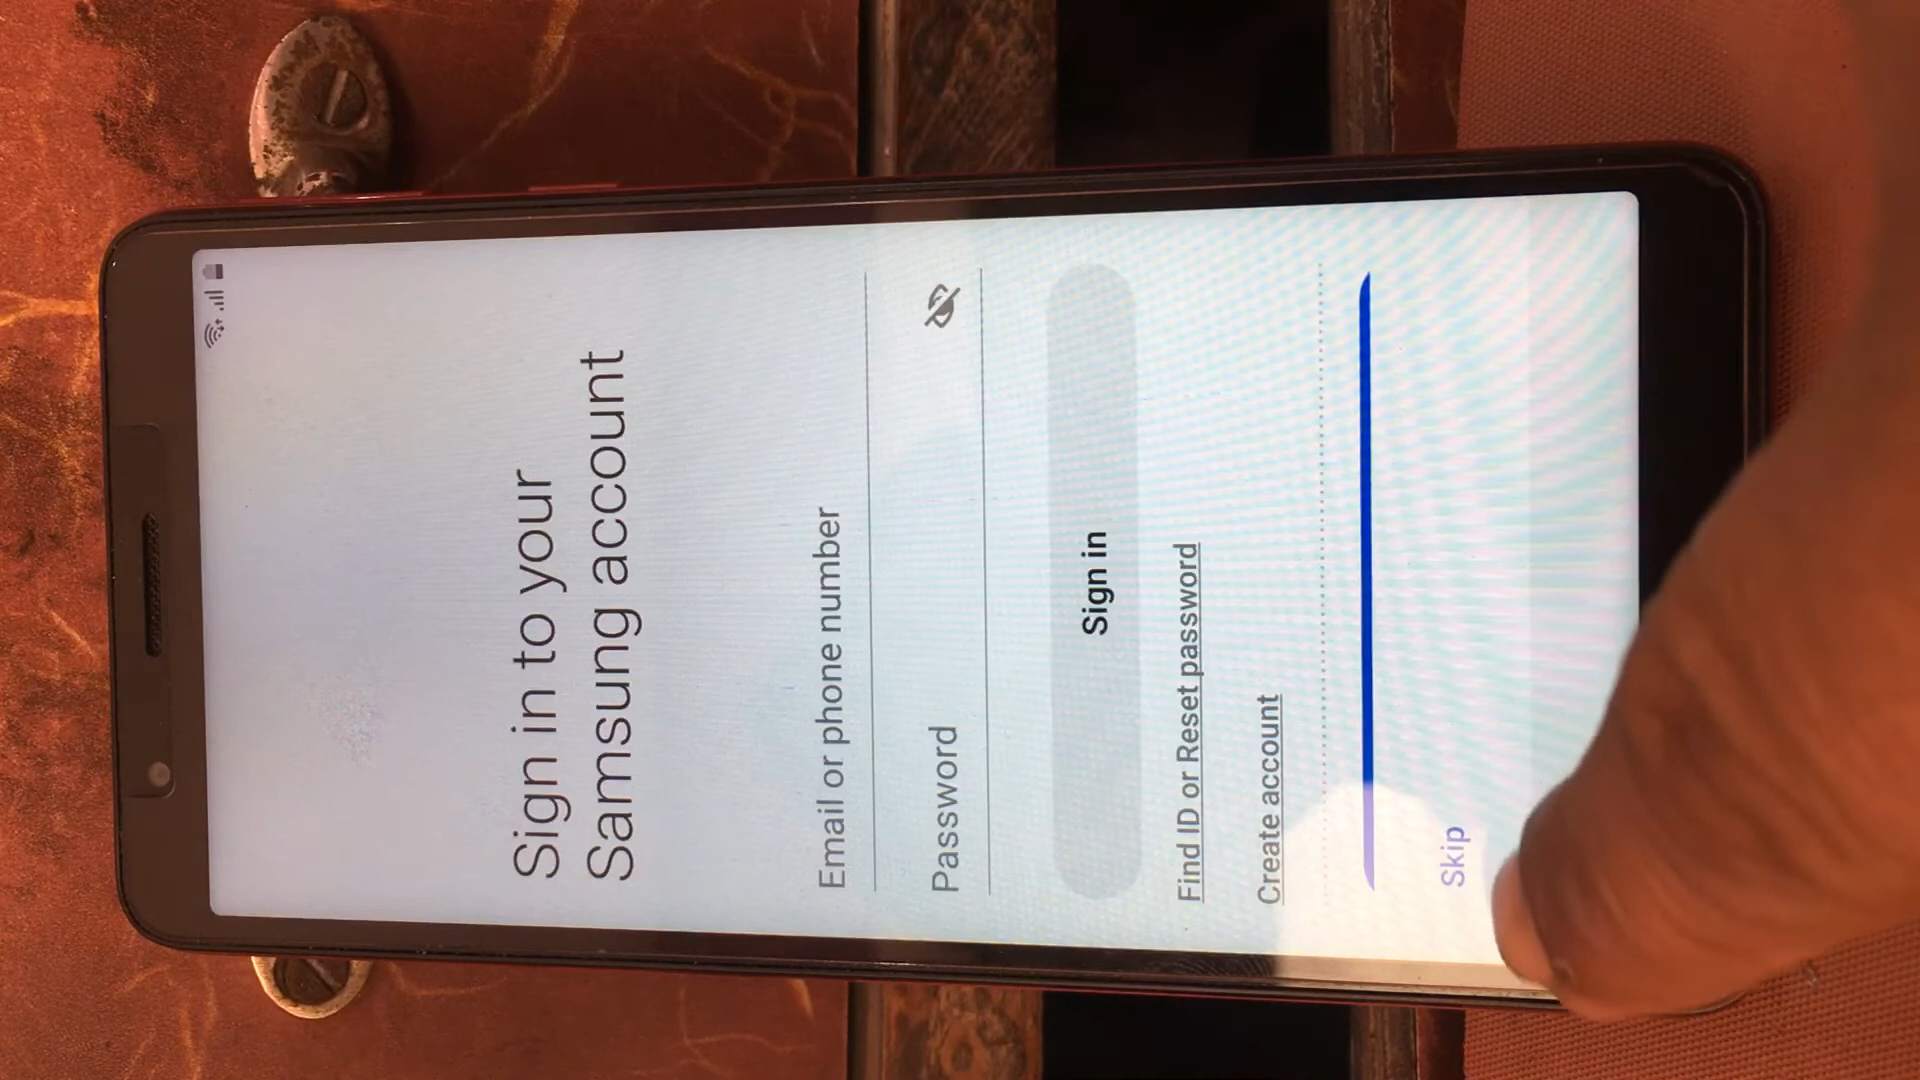 Sign in to your
Samsung account
Email or phone number
Password
Sign in
Find ID or Reset password
Create account
Skip